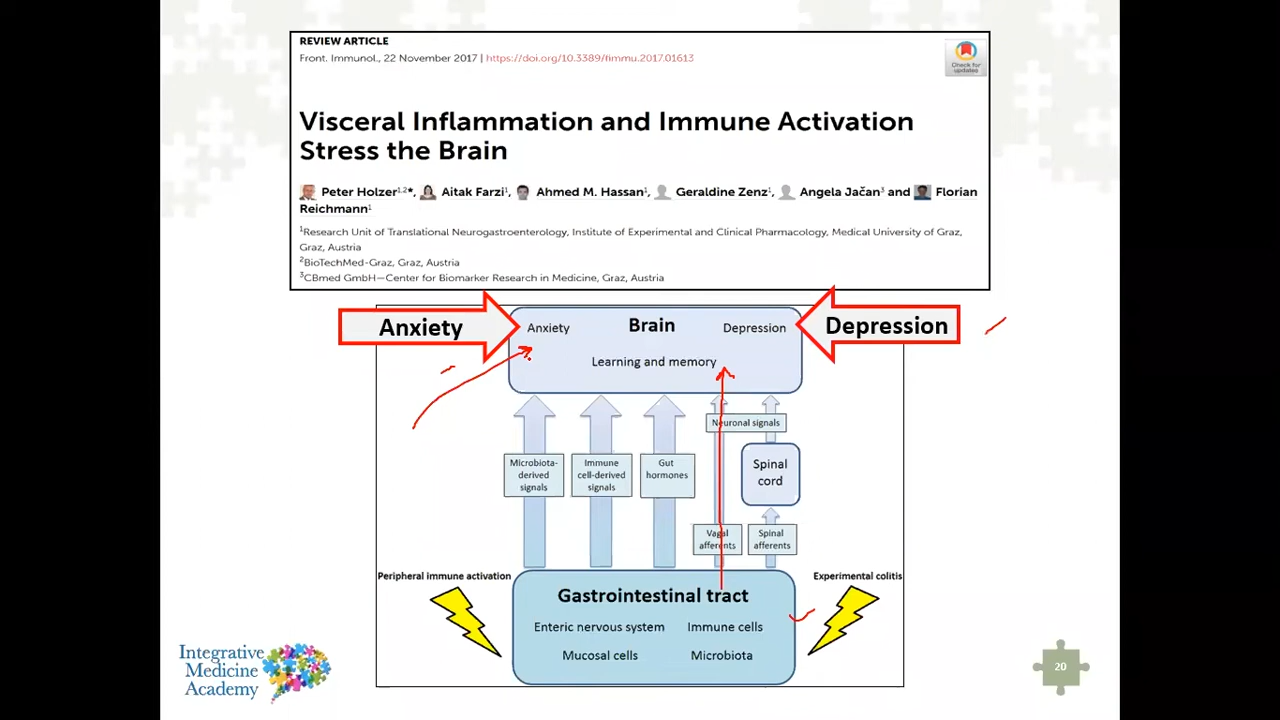 REVIEW ARTICLE
Front. Immunol., 22 November 2017 | https://doi.org/10.3389/fimmu.2017.01613
Check for
updates
Visceral Inflammation and Immune Activation
Stress the Brain
Peter Holzer1,2*, Aitak Farzi1, Ahmed M. Hassan1, Geraldine Zenz1, Angela Jačan3 and Florian
Reichmann1
1Research Unit of Translational Neurogastroenterology, Institute of Experimental and Clinical Pharmacology, Medical University of Graz,
Graz, Austria
2BioTechMed-Graz, Graz, Austria
3CBmed GmbH—Center for Biomarker Research in Medicine, Graz, Austria
Anxiety
Anxiety
Brain
Depression
Depression
Learning and memory
Neuronal signals
Microbiota-
derived
signals
Immune
cell-derived
signals
Gut
hormones
Spinal
cord
Vagal
afferents
Spinal
afferents
Peripheral immune activation
Experimental colitis
Gastrointestinal tract
Enteric nervous system
Immune cells
Mucosal cells
Microbiota
Integrative
Medicine
Academy
20